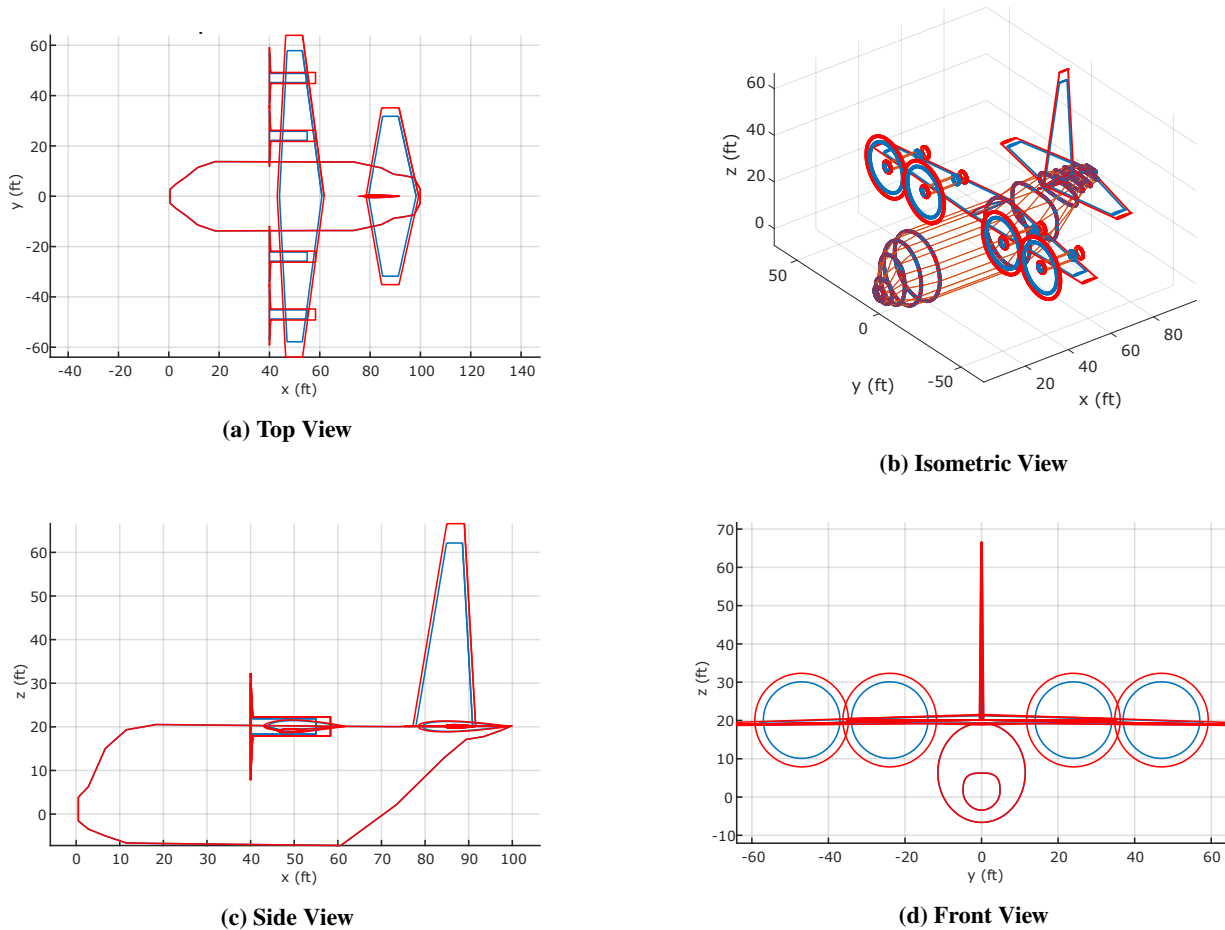 60
40
20
0
-20
-40
-60
y (ft)
-40 -20 0 20 40 60 80 100 120 140
x (ft)
(a) Top View
60
40
20
0
z (ft)
50
0
-50
y (ft)
20
40
60
80
x (ft)
(b) Isometric View
60
50
40
30
20
10
0
z (ft)
0 10 20 30 40 50 60 70 80 90 100
x (ft)
(c) Side View
70
60
50
40
30
20
10
0
-10
z (ft)
-60 -40 -20 0 20 40 60
y (ft)
(d) Front View